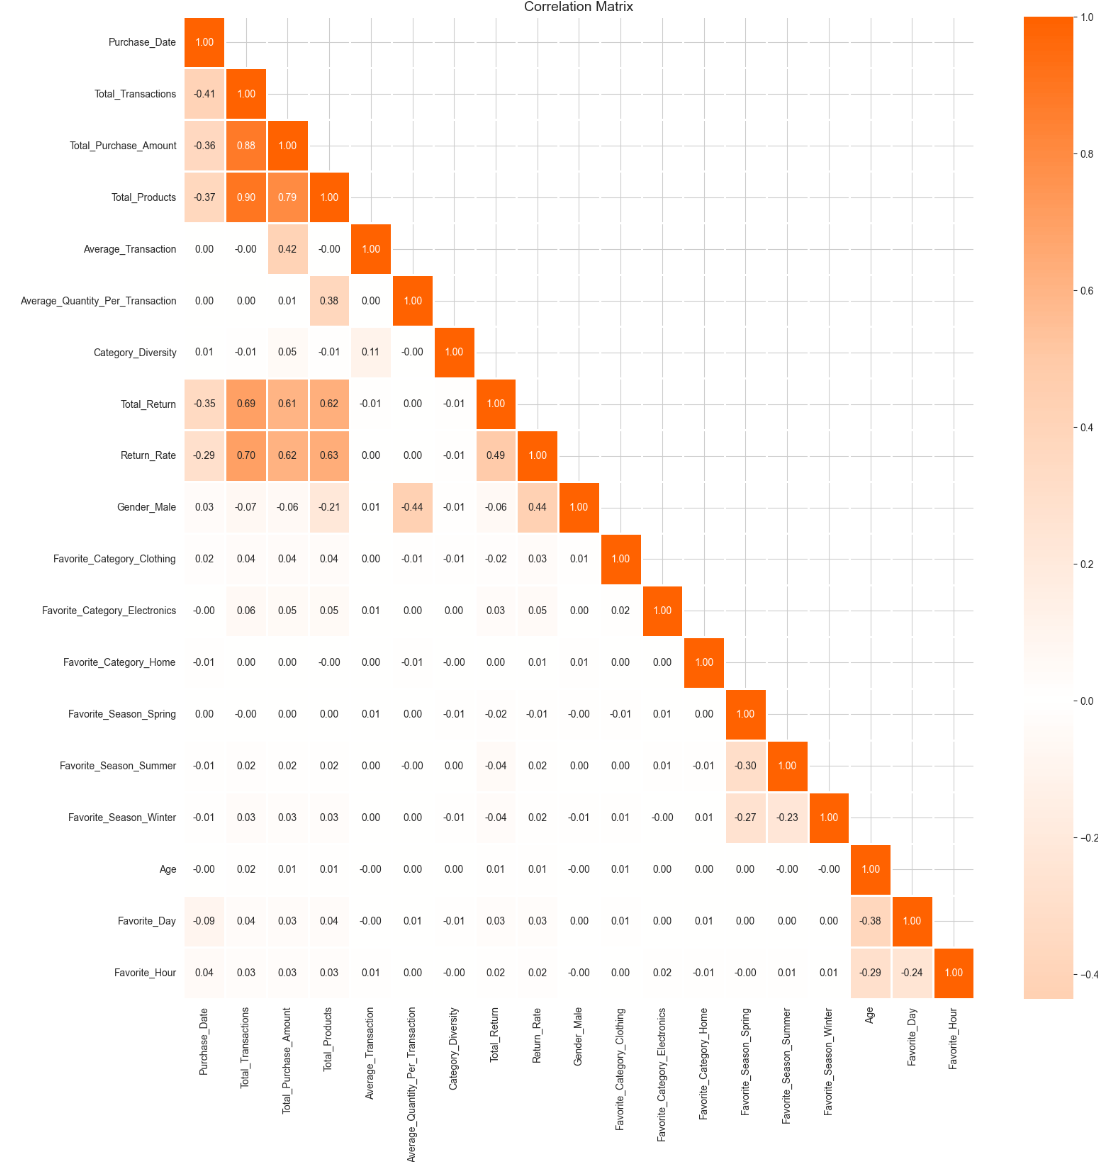 Correlation Matrix
Purchase_Date 1.00
Total_Transactions -0.41 1.00
Total_Purchase_Amount -0.36 0.88 1.00
Total_Products -0.37 0.90 0.79 1.00
Average_Transaction 0.00 -0.00 0.42 -0.00 1.00
Average_Quantity_Per_Transaction 0.00 0.00 0.01 0.38 0.00 1.00
Category_Diversity 0.01 -0.01 0.05 -0.01 0.11 -0.00 1.00
Total_Return -0.35 0.69 0.61 0.62 -0.01 0.00 -0.01 1.00
Return_Rate -0.29 0.70 0.62 0.63 0.00 0.00 -0.01 0.49 1.00
Gender_Male 0.03 -0.07 -0.06 -0.21 0.01 -0.44 -0.01 -0.06 0.44 1.00
Favorite_Category_Clothing 0.02 0.04 0.04 0.04 0.00 -0.01 -0.01 -0.02 0.03 0.01 1.00
Favorite_Category_Electronics -0.00 0.06 0.05 0.05 0.01 0.00 0.00 0.03 0.05 0.00 0.02 1.00
Favorite_Category_Home -0.01 0.00 0.00 -0.00 0.00 -0.01 -0.00 0.00 0.01 0.01 0.00 0.00 1.00
Favorite_Season_Spring 0.00 -0.00 0.00 0.00 0.01 0.00 -0.01 -0.02 -0.01 -0.00 -0.01 0.01 0.00 1.00
Favorite_Season_Summer -0.01 0.02 0.02 0.02 0.00 -0.00 0.00 -0.04 0.02 0.00 0.00 0.01 -0.01 -0.30 1.00
Favorite_Season_Winter -0.01 0.03 0.03 0.03 0.00 0.00 -0.01 -0.04 0.02 -0.01 0.01 -0.00 0.01 -0.27 -0.23 1.00
Age -0.00 0.02 0.01 0.01 -0.00 0.00 0.00 0.01 0.01 -0.00 0.01 0.00 0.00 0.00 -0.00 -0.00 1.00
Favorite_Day -0.09 0.04 0.03 0.04 -0.00 0.01 -0.01 0.03 0.03 0.00 0.01 0.00 0.01 0.00 0.00 0.00 -0.38 1.00
Favorite_Hour 0.04 0.03 0.03 0.03 0.01 0.00 -0.00 0.02 0.02 -0.00 0.00 0.02 -0.01 -0.00 0.01 0.01 -0.29 -0.24 1.00
Purchase_Date
Total_Transactions
Total_Purchase_Amount
Total_Products
Average_Transaction
Average_Quantity_Per_Transaction
Category_Diversity
Total_Return
Return_Rate
Gender_Male
Favorite_Category_Clothing
Favorite_Category_Electronics
Favorite_Category_Home
Favorite_Season_Spring
Favorite_Season_Summer
Favorite_Season_Winter
Age
Favorite_Day
Favorite_Hour
1.0
0.8
0.6
0.4
0.2
0.0
−0.2
−0.4